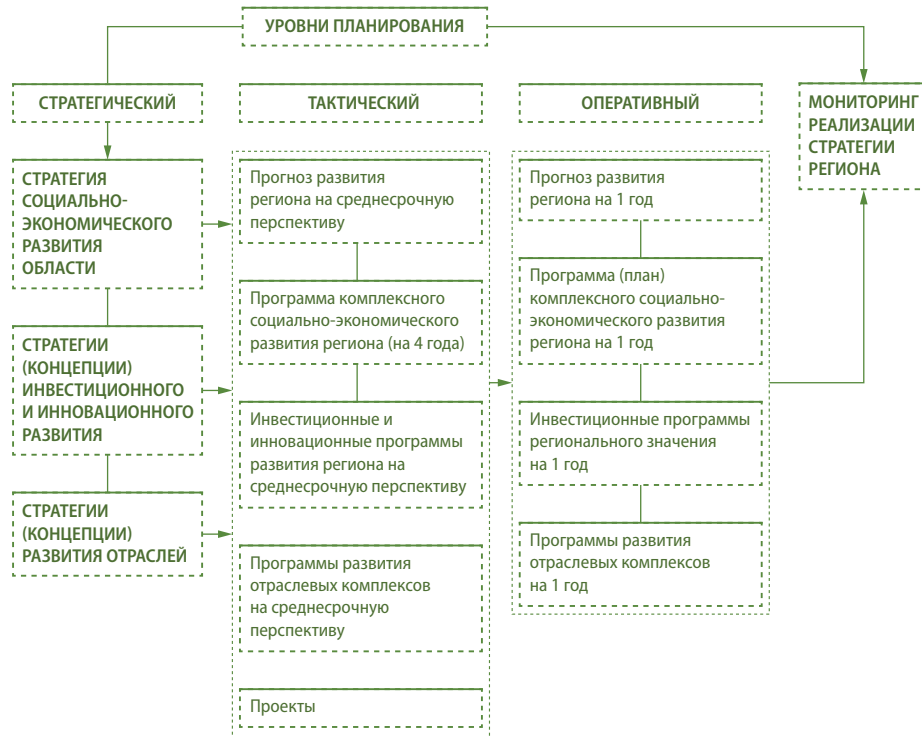 УРОВНИ ПЛАНИРОВАНИЯ
СТРАТЕГИЧЕСКИЙ
СТРАТЕГИЯ
СОЦИАЛЬНО-
ЭКОНОМИЧЕСКОГО
РАЗВИТИЯ
ОБЛАСТИ
СТРАТЕГИИ
(КОНЦЕПЦИИ)
ИНВЕСТИЦИОННОГО
И ИННОВАЦИОННОГО
РАЗВИТИЯ
СТРАТЕГИИ
(КОНЦЕПЦИИ)
РАЗВИТИЯ ОТРАСЛЕЙ
ТАКТИЧЕСКИЙ
Прогноз развития
региона на среднесрочную
перспективу
Программа комплексного
социально-экономического
развития региона (на 4 года)
Инвестиционные и
инновационные программы
развития региона на
среднесрочную перспективу
Программы развития
отраслевых комплексов
на среднесрочную
перспективу
Проекты
ОПЕРАТИВНЫЙ
Прогноз развития
региона на 1 год
Программа (план)
комплексного социально-
экономического развития
региона на 1 год
Инвестиционные программы
регионального значения
на 1 год
Программы развития
отраслевых комплексов
на 1 год
МОНИТОРИНГ
РЕАЛИЗАЦИИ
СТРАТЕГИИ
РЕГИОНА